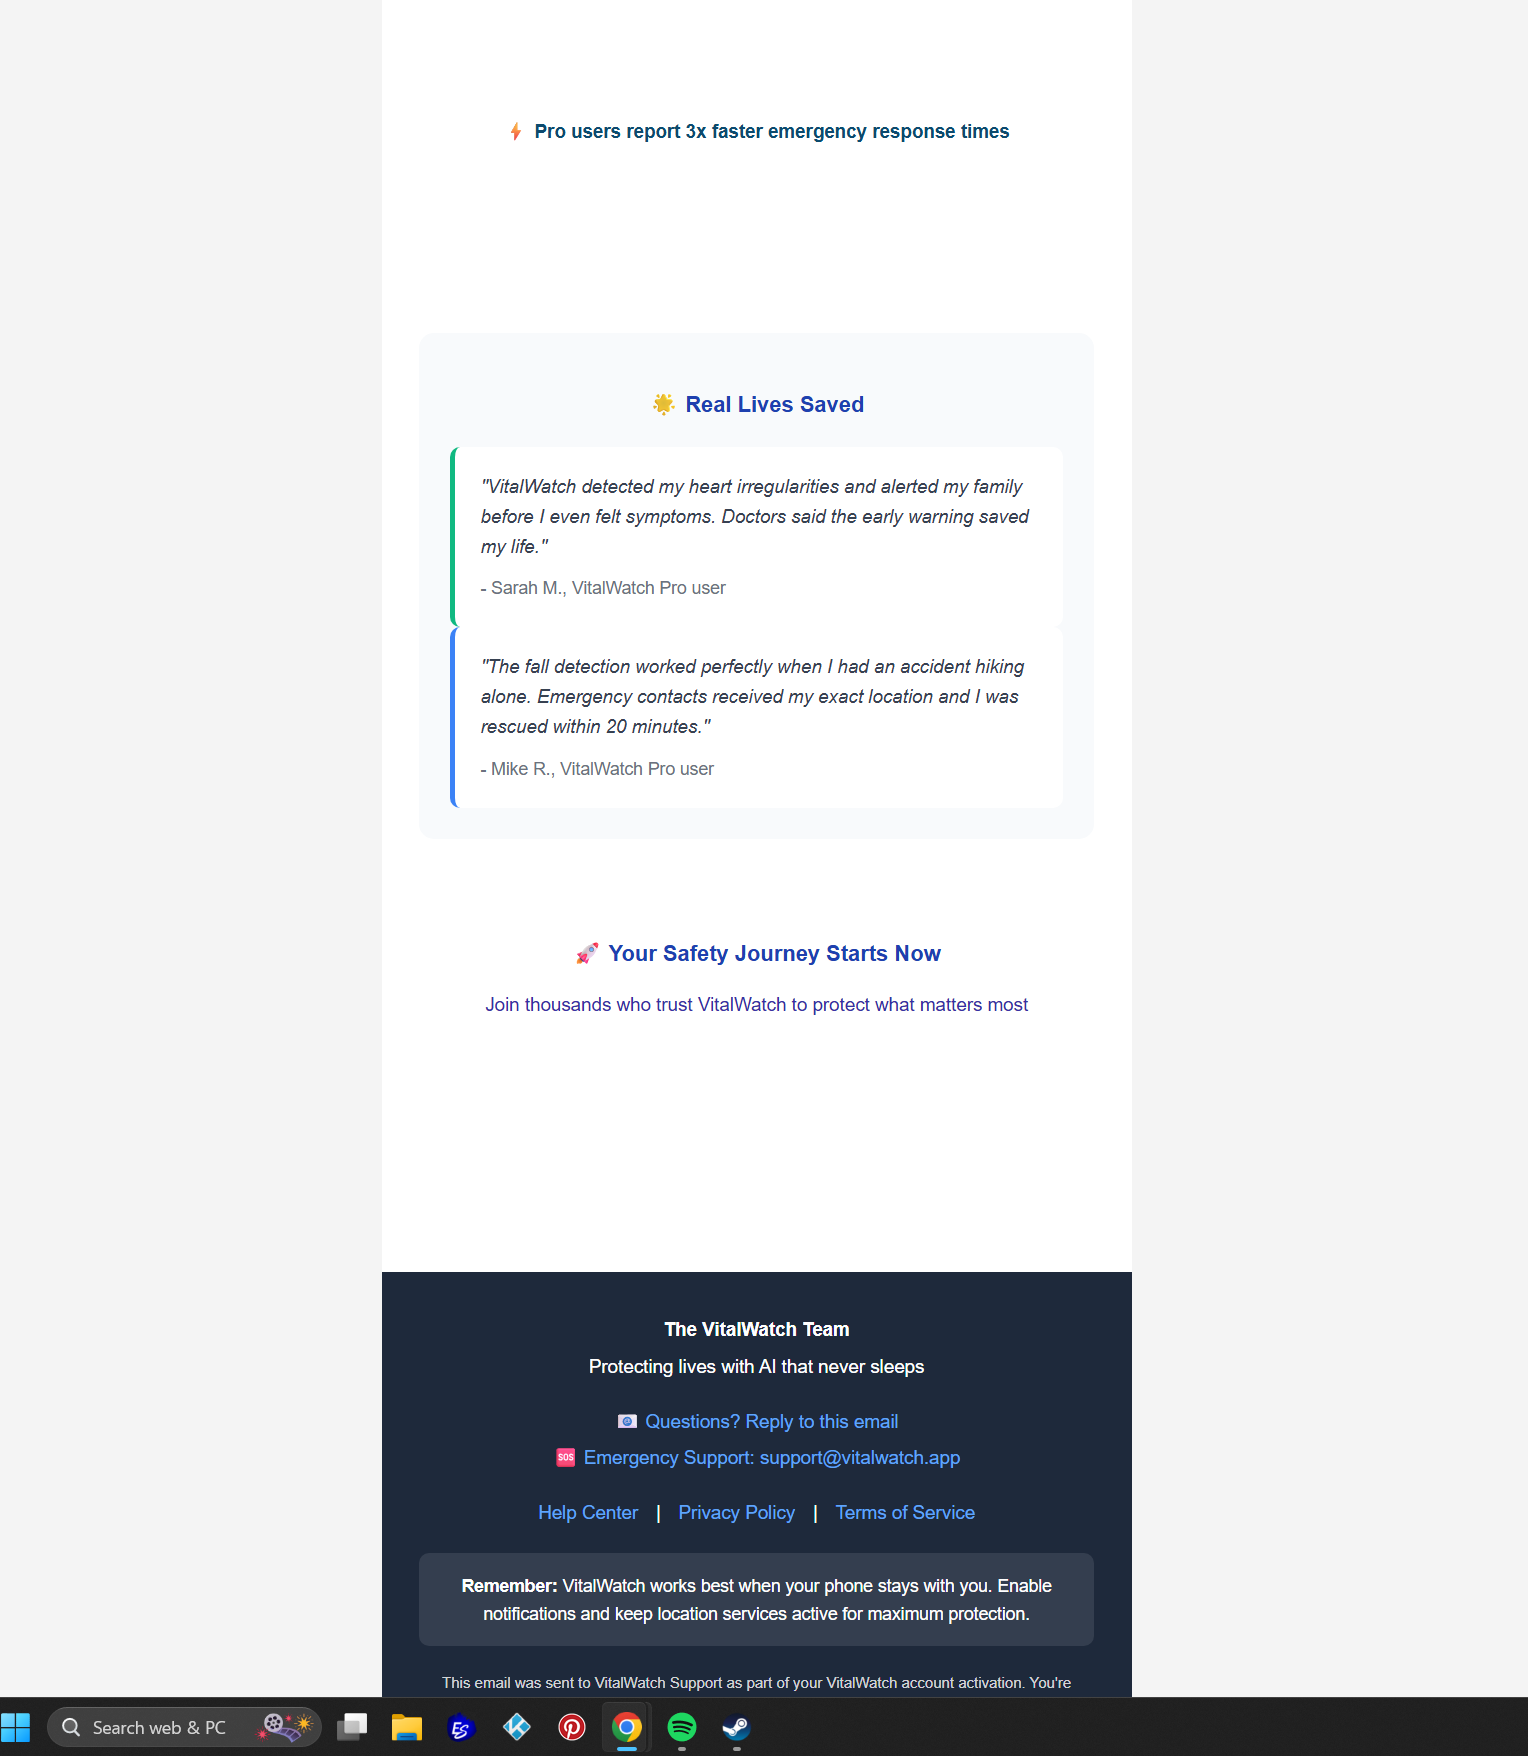 ⚡ Pro users report 3x faster emergency response times
🌟 Real Lives Saved
"VitalWatch detected my heart irregularities and alerted my family
before I even felt symptoms. Doctors said the early warning saved
my life."
- Sarah M., VitalWatch Pro user
"The fall detection worked perfectly when I had an accident hiking
alone. Emergency contacts received my exact location and I was
rescued within 20 minutes."
- Mike R., VitalWatch Pro user
🚀 Your Safety Journey Starts Now
Join thousands who trust VitalWatch to protect what matters most
The VitalWatch Team
Protecting lives with AI that never sleeps
📧 Questions? Reply to this email
🆘 Emergency Support: support@vitalwatch.app
Help Center | Privacy Policy | Terms of Service
Remember: VitalWatch works best when your phone stays with you. Enable
notifications and keep location services active for maximum protection.
This email was sent to VitalWatch Support as part of your VitalWatch account activation. You're
Search web & PC
ES